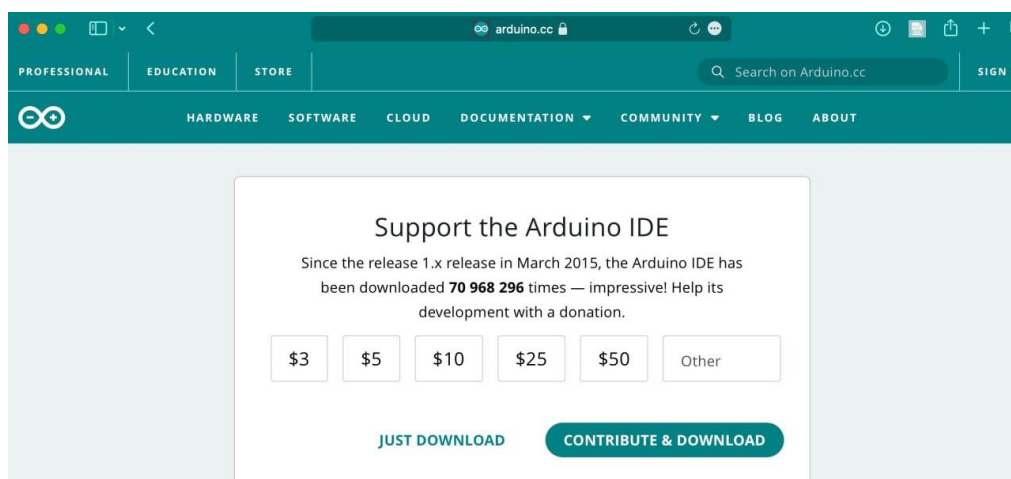 arduino.cc
PROFESSIONAL EDUCATION STORE Search on Arduino.cc SIGN
HARDWARE SOFTWARE CLOUD DOCUMENTATION COMMUNITY BLOG ABOUT
Support the Arduino IDE
Since the release 1.x release in March 2015, the Arduino IDE has
been downloaded 70 968 296 times — impressive! Help its
development with a donation.
$3 $5 $10 $25 $50 Other
JUST DOWNLOAD CONTRIBUTE & DOWNLOAD